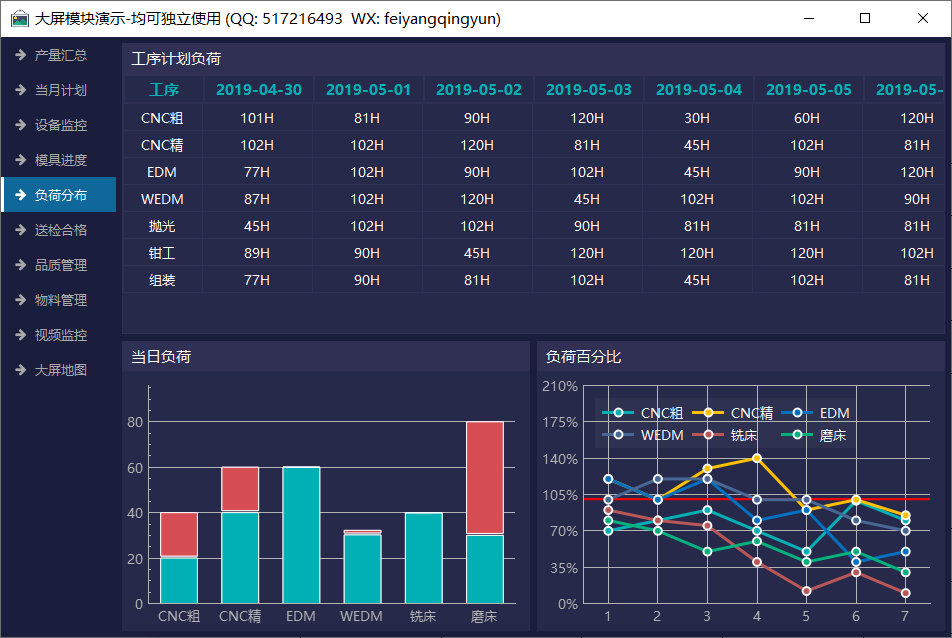 大屏模块演示-均可独立使用 (QQ: 517216493  WX: feiyangqingyun)
产量汇总
当月计划
设备监控
模具进度
负荷分布
送检合格
品质管理
物料管理
视频监控
大屏地图
工序计划负荷
工序 2019-04-30 2019-05-01 2019-05-02 2019-05-03 2019-05-04 2019-05-05 2019-05-
CNC粗 101H 81H 90H 120H 30H 60H 120H
CNC精 102H 102H 120H 81H 45H 102H 81H
EDM 77H 102H 90H 102H 45H 90H 120H
WEDM 87H 102H 120H 45H 102H 102H 90H
抛光 45H 102H 102H 90H 81H 81H 81H
钳工 89H 90H 45H 120H 120H 120H 102H
组装 77H 90H 81H 102H 45H 102H 81H
当日负荷
80
60
40
20
0
CNC粗 CNC精 EDM WEDM 铣床 磨床
负荷百分比
210%
175%
140%
105%
70%
35%
0%
CNC粗 CNC精 EDM
WEDM 铣床 磨床
1 2 3 4 5 6 7